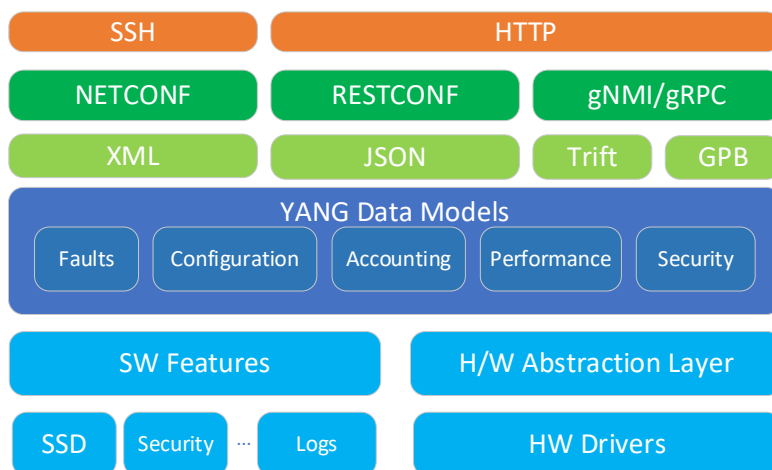 SSH HTTP
NETCONF RESTCONF gNMI/gRPC
XML JSON Trift GPB
YANG Data Models
Faults Configuration Accounting Performance Security
SW Features H/W Abstraction Layer
SSD Security ... Logs HW Drivers